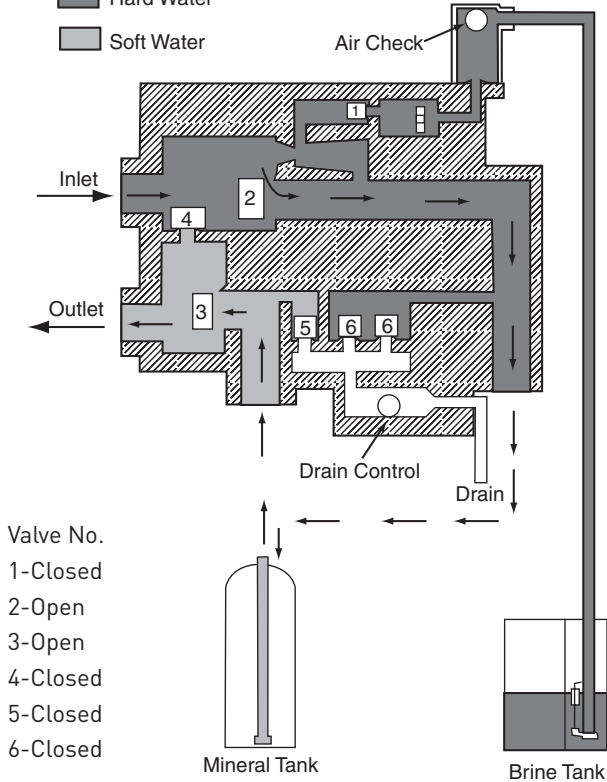 Hard Water
Soft Water
Air Check
1
Inlet
2
4
Outlet
3
5
6
6
Drain Control
Drain
Valve No.
1-Closed
2-Open
3-Open
4-Closed
5-Closed
6-Closed
Mineral Tank
Brine Tank